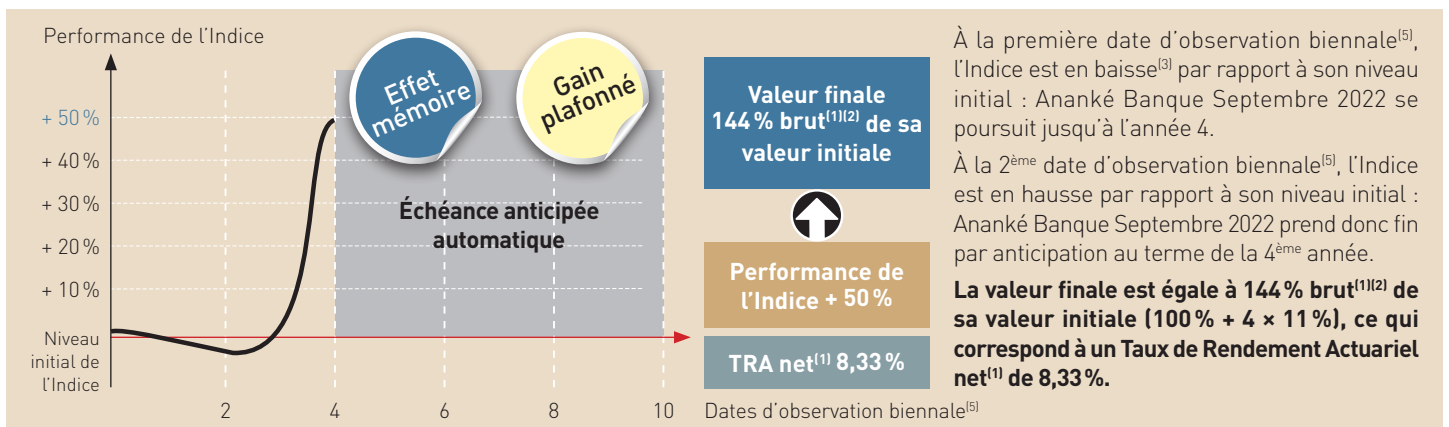 Performance de l’Indice
+ 50 %
+ 40 %
+ 30 %
+ 20 %
+ 10 %
Niveau
initial de
l’Indice
2
4
6
8
10
Dates d’observation biennale(5)
Effet
mémoire
Gain
plafonné
Échéance anticipée
automatique
Valeur finale
144 % brut(1)(2) de sa
valeur initiale
Performance de
l’Indice + 50 %
TRA net(1) 8,33 %
À la première date d’observation biennale(5),
l’Indice est en baisse(3) par rapport à son niveau
initial : Ananké Banque Septembre 2022 se
poursuit jusqu’à l’année 4.
À la 2ème date d’observation biennale(5), l’Indice
est en hausse par rapport à son niveau initial :
Ananké Banque Septembre 2022 prend donc fin
par anticipation au terme de la 4ème année.
La valeur finale est égale à 144 % brut(1)(2) de
sa valeur initiale (100 % + 4 × 11 %), ce qui
correspond à un Taux de Rendement Actuariel
net(1) de 8,33 %.